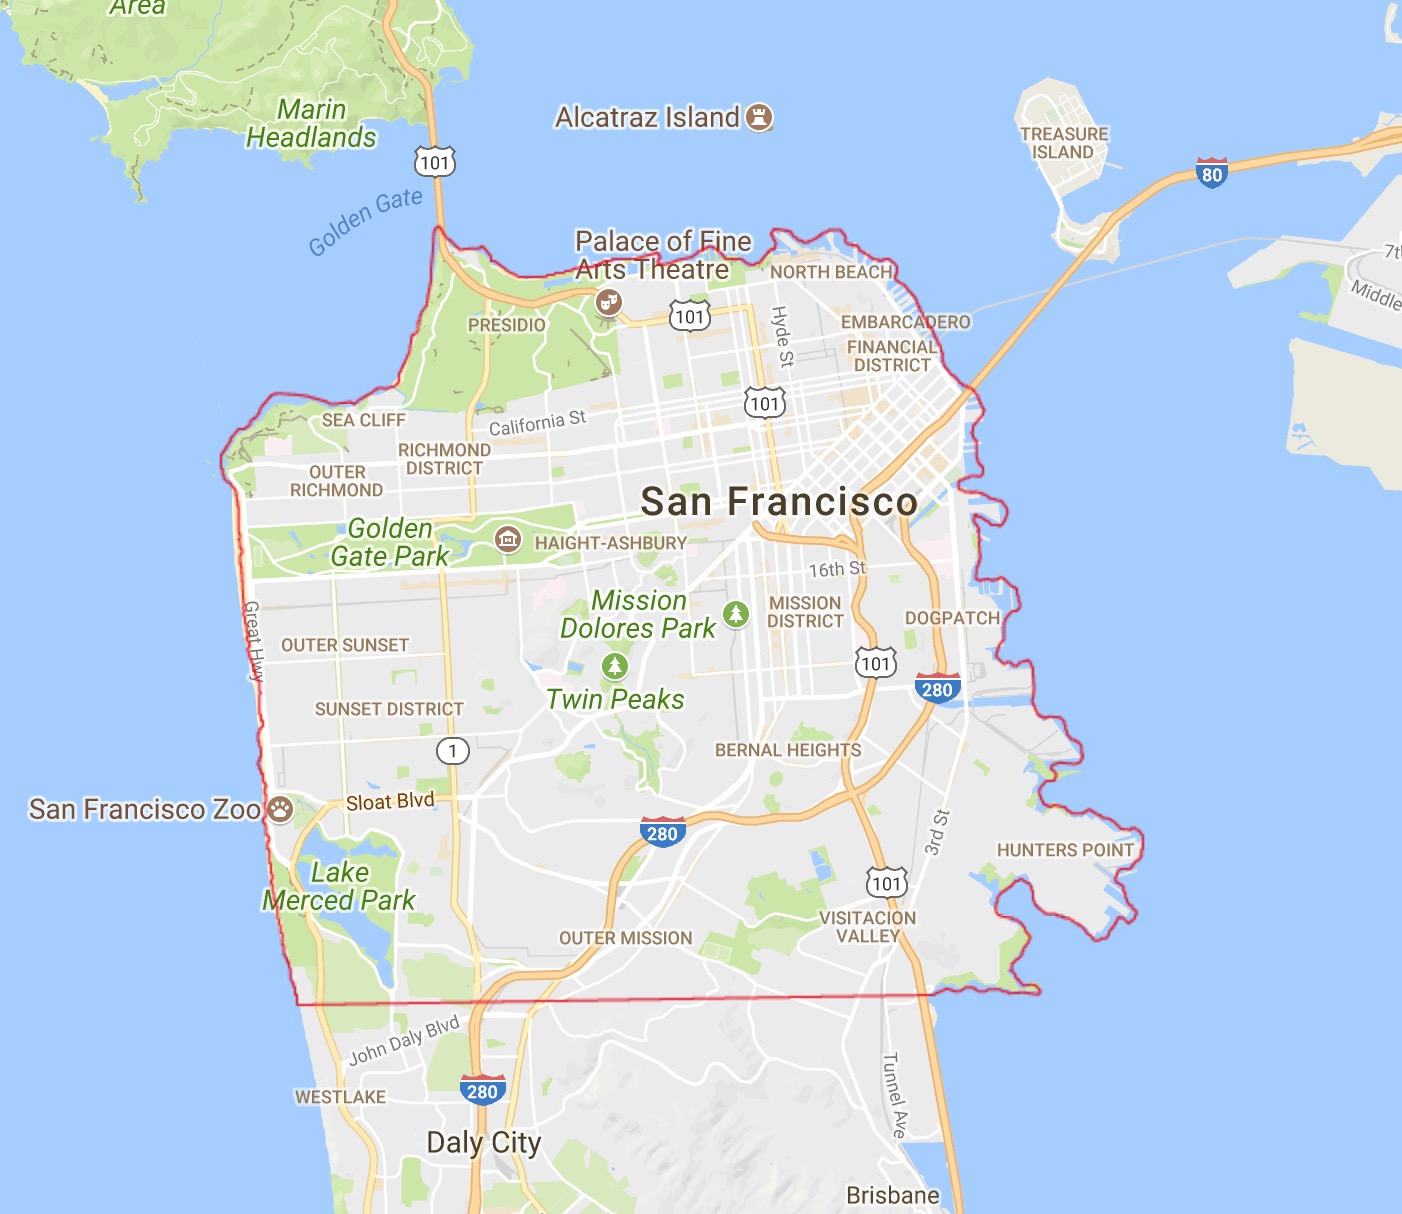 Area
Marin
Headlands
Alcatraz Island
TREASURE
ISLAND
101
80
Golden Gate
Palace of Fine
Arts Theatre
NORTH BEACH
Middle
PRESIDIO
101
Hyde St
EMBARCADERO
FINANCIAL
DISTRICT
101
SEA CLIFF
California St
RICHMOND
DISTRICT
OUTER
RICHMOND
San Francisco
Golden
Gate Park
HAIGHT-ASHBURY
16th St
Mission
Dolores Park
MISSION
DISTRICT
DOGPATCH
Great Hwy
OUTER SUNSET
101
280
Twin Peaks
SUNSET DISTRICT
1
BERNAL HEIGHTS
San Francisco Zoo
Sloat Blvd
280
3rd St
HUNTERS POINT
Lake
Merced Park
101
VISITACION
VALLEY
OUTER MISSION
John Daly Blvd
WESTLAKE
280
Tunnel Ave
Daly City
Brisbane